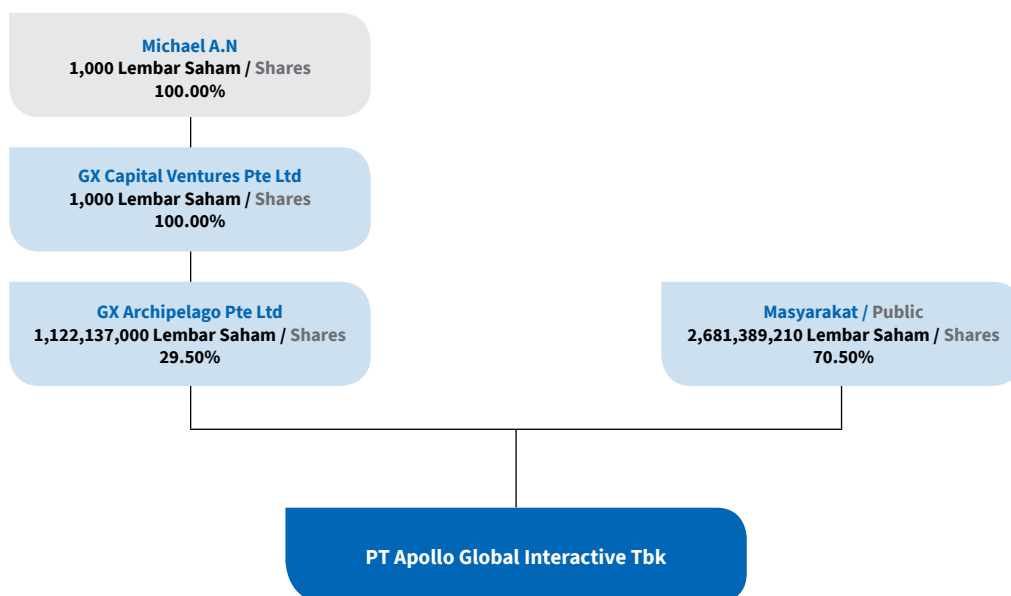 Michael A.N
1,000 Lembar Saham / Shares
100.00%
GX Capital Ventures Pte Ltd
1,000 Lembar Saham / Shares
100.00%
GX Archipelago Pte Ltd
1,122,137,000 Lembar Saham / Shares
29.50%
Masyarakat / Public
2,681,389,210 Lembar Saham / Shares
70.50%
PT Apollo Global Interactive Tbk